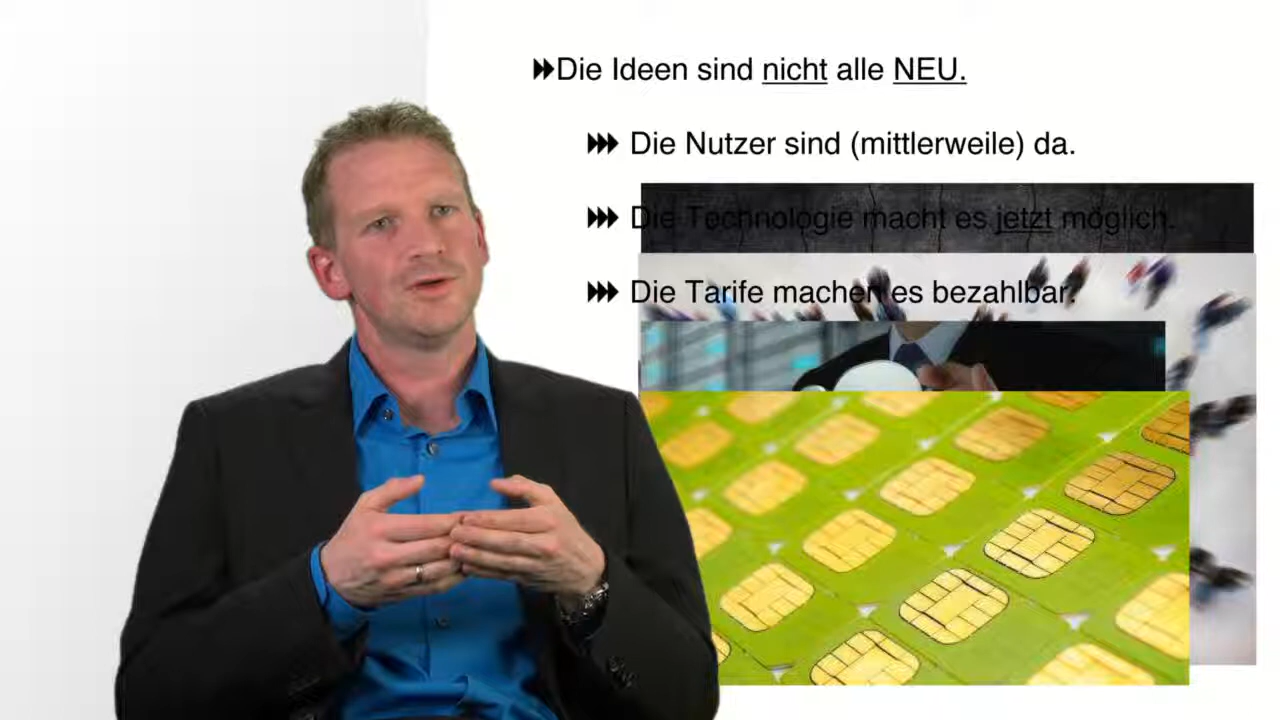 Die Ideen sind nicht alle NEU.
Die Nutzer sind (mittlerweile) da.
Die Technologie macht es jetzt möglich.
Die Tarife machen es bezahlbar.